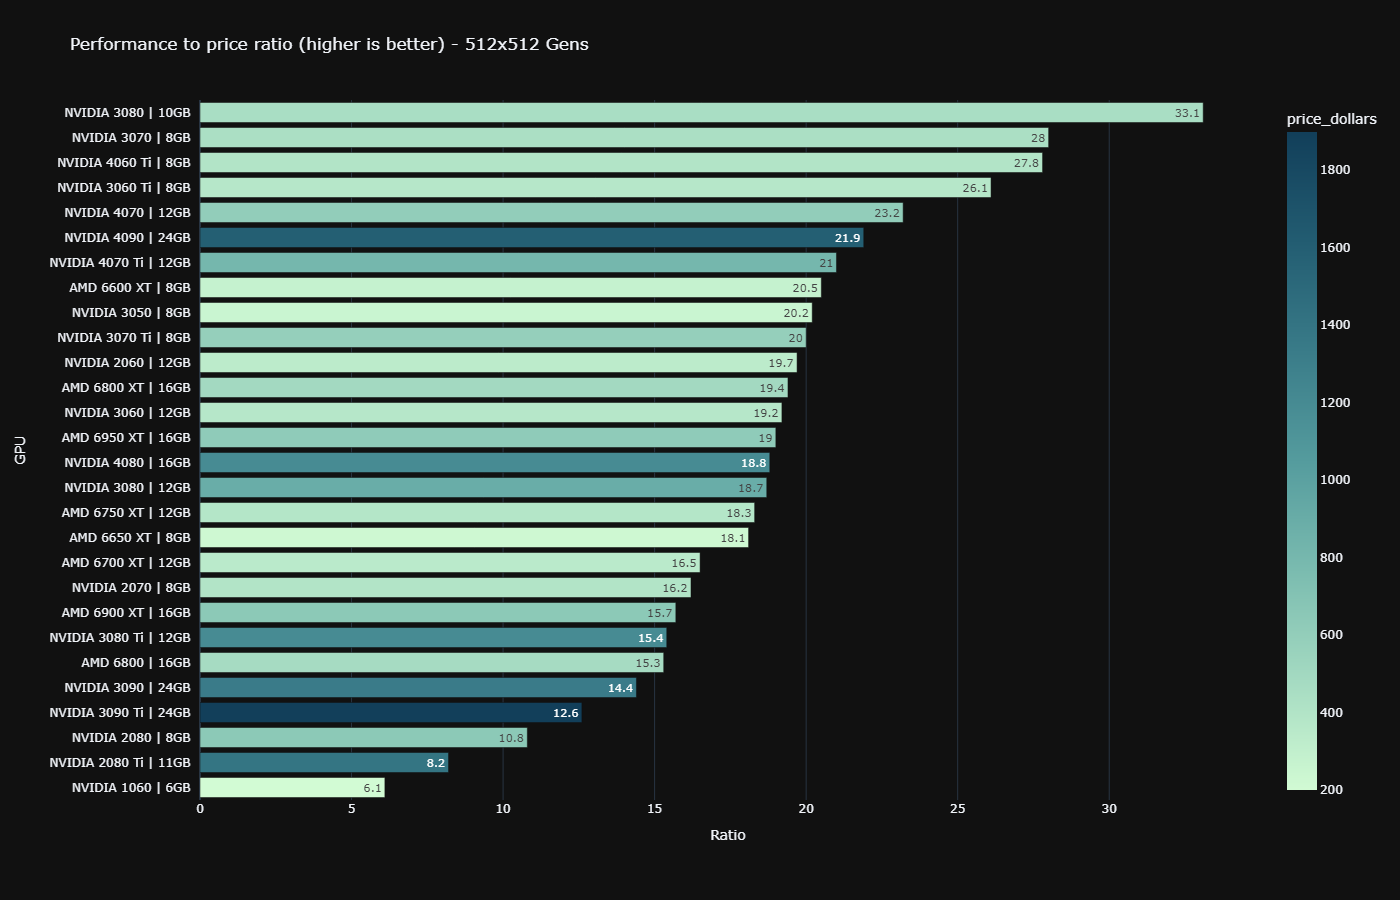 Performance to price ratio (higher is better) - 512x512 Gens
price_dollars
NVIDIA 3080 | 10GB 33.1
NVIDIA 3070 | 8GB 28
NVIDIA 4060 Ti | 8GB 27.8
NVIDIA 3060 Ti | 8GB 26.1
NVIDIA 4070 | 12GB 23.2
NVIDIA 4090 | 24GB 21.9
NVIDIA 4070 Ti | 12GB 21
AMD 6600 XT | 8GB 20.5
NVIDIA 3050 | 8GB 20.2
NVIDIA 3070 Ti | 8GB 20
NVIDIA 2060 | 12GB 19.7
AMD 6800 XT | 16GB 19.4
NVIDIA 3060 | 12GB 19.2
AMD 6950 XT | 16GB 19
NVIDIA 4080 | 16GB 18.8
NVIDIA 3080 | 12GB 18.7
AMD 6750 XT | 12GB 18.3
AMD 6650 XT | 8GB 18.1
AMD 6700 XT | 12GB 16.5
NVIDIA 2070 | 8GB 16.2
AMD 6900 XT | 16GB 15.7
NVIDIA 3080 Ti | 12GB 15.4
AMD 6800 | 16GB 15.3
NVIDIA 3090 | 24GB 14.4
NVIDIA 3090 Ti | 24GB 12.6
NVIDIA 2080 | 8GB 10.8
NVIDIA 2080 Ti | 11GB 8.2
NVIDIA 1060 | 6GB 6.1
GPU
0 5 10 15 20 25 30
Ratio
1800
1600
1400
1200
1000
800
600
400
200